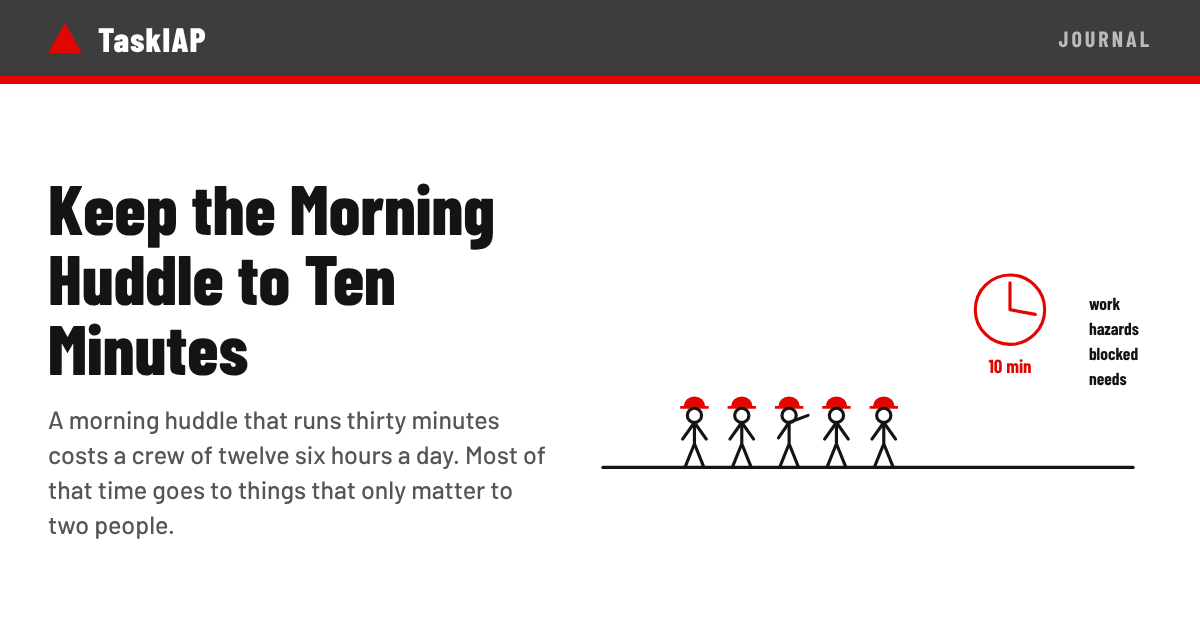 TaskIAP
JOURNAL
Keep the Morning
Huddle to Ten
Minutes
A morning huddle that runs thirty minutes
costs a crew of twelve six hours a day. Most of
that time goes to things that only matter to
two people.
10 min
work
hazards
blocked
needs